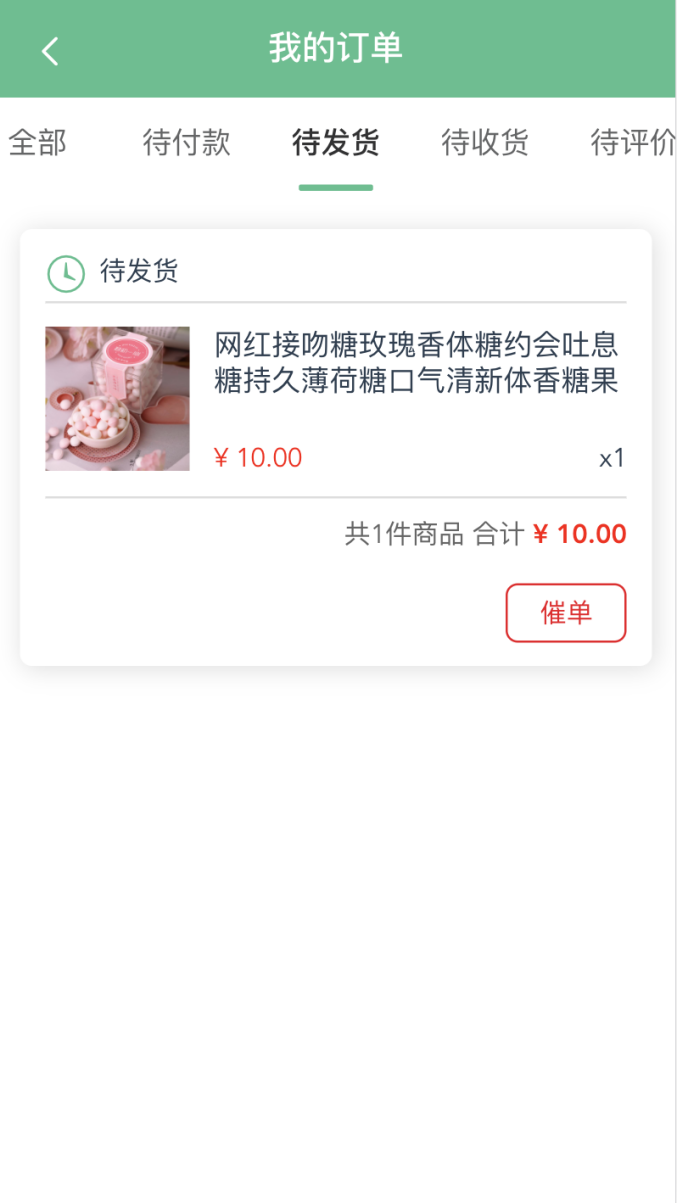 我的订单
全部 待付款 待发货 待收货 待评价
待发货
网红接吻糖玫瑰香体糖约会吐息
糖持久薄荷糖口气清新体香糖果
¥ 10.00 x1
共1件商品 合计 ¥ 10.00
催单